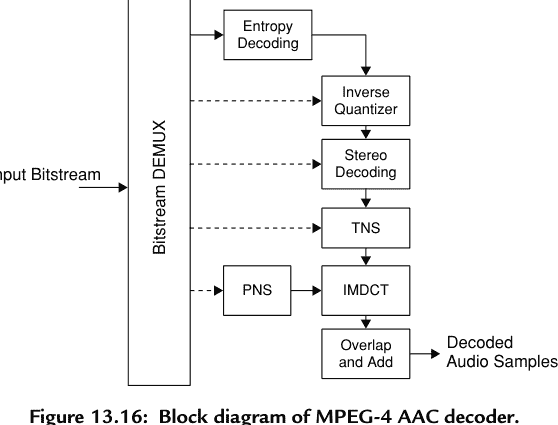 Entropy
Decoding
Inverse
Quantizer
Stereo
Decoding
TNS
PNS
IMDCT
Overlap
and Add
Bitstream DEMUX
nput Bitstream
Decoded
Audio Samples
Figure 13.16: Block diagram of MPEG-4 AAC decoder.